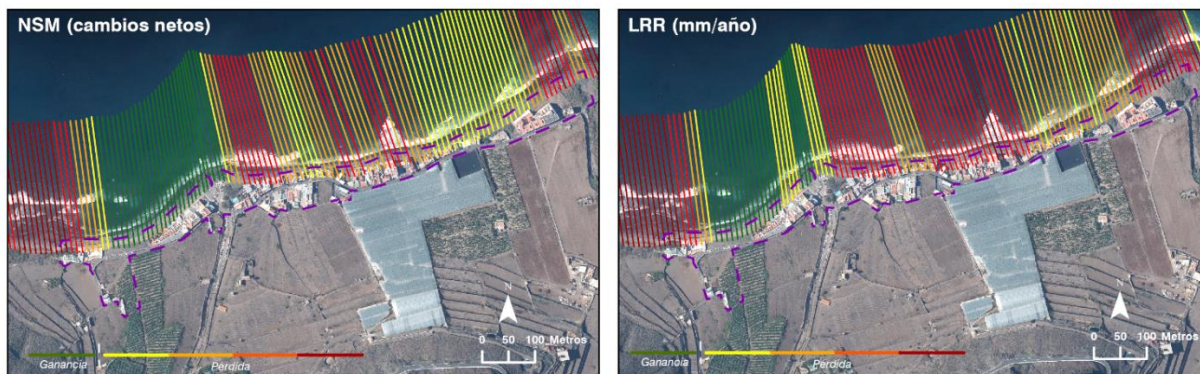 NSM (cambios netos)
N
0 50 100 Metros
Ganancia
Pérdida
LRR (mm/año)
N
0 50 100 Metros
Ganancia
Pérdida